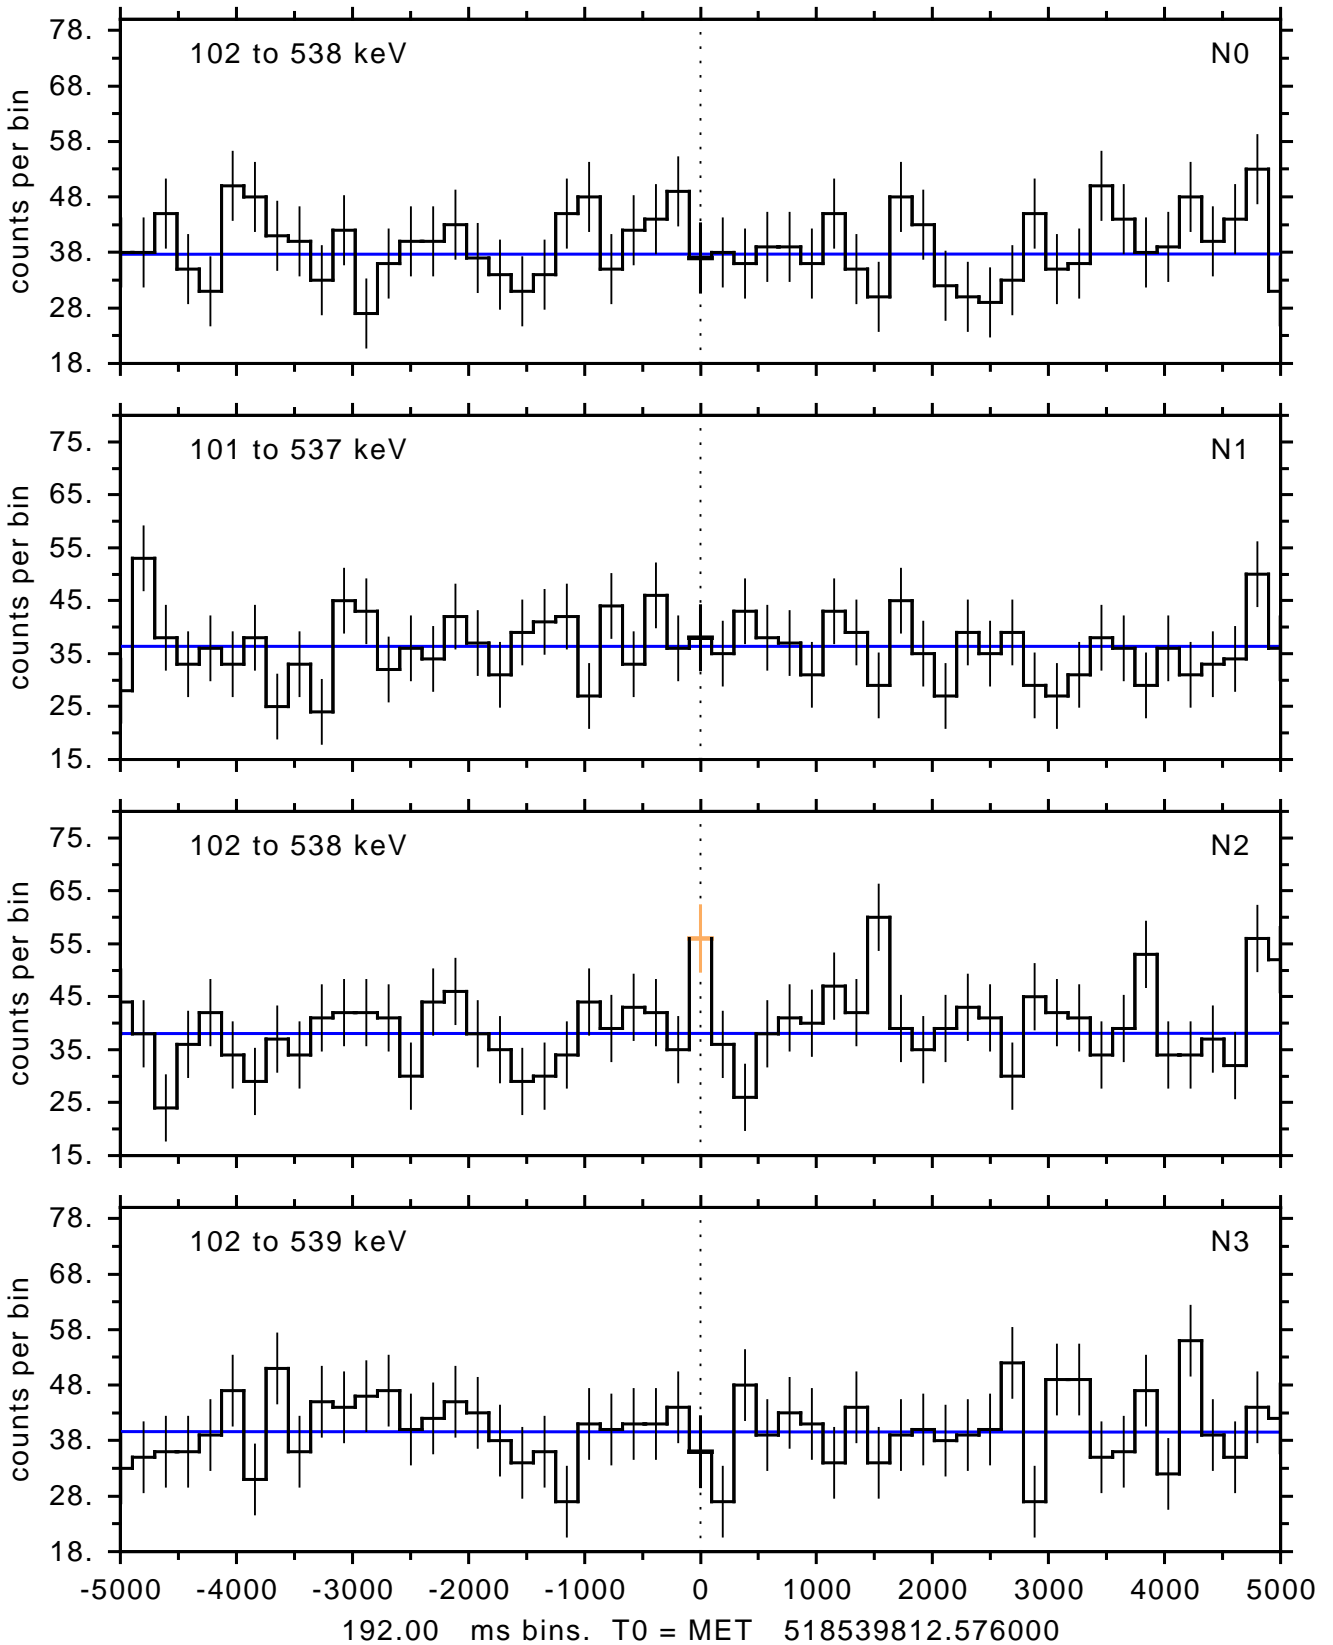 102 to 538 keV N0
counts per bin
78.
68.
58.
48.
38.
28.
18.
101 to 537 keV N1
counts per bin
75.
65.
55.
45.
35.
25.
15.
102 to 538 keV N2
counts per bin
75.
65.
55.
45.
35.
25.
15.
102 to 539 keV N3
counts per bin
78.
68.
58.
48.
38.
28.
18.
-5000 -4000 -3000 -2000 -1000 0 1000 2000 3000 4000 5000
192.00 ms bins. T0 = MET 518539812.576000